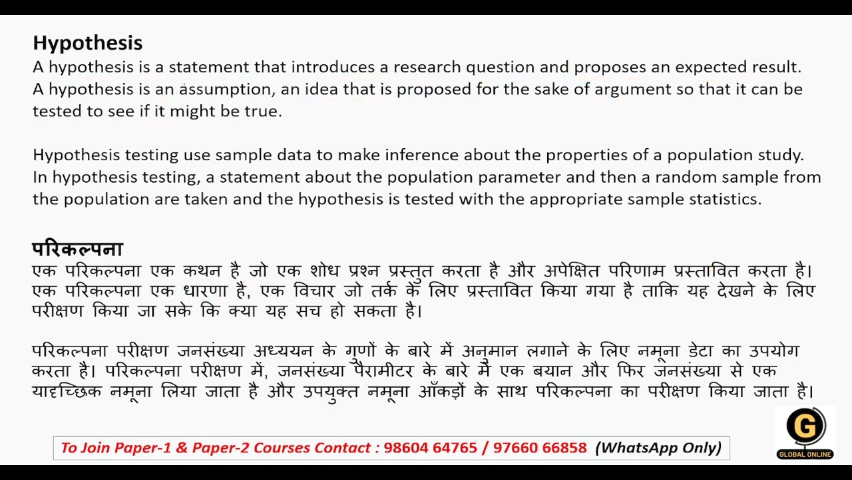 Hypothesis
A hypothesis is a statement that introduces a research question and proposes an expected result.
A hypothesis is an assumption, an idea that is proposed for the sake of argument so that it can be
tested to see if it might be true.
Hypothesis testing use sample data to make inference about the properties of a population study.
In hypothesis testing, a statement about the population parameter and then a random sample from
the population are taken and the hypothesis is tested with the appropriate sample statistics.
परिकल्पना
एक परिकल्पना एक कथन है जो एक शोध प्रश्न प्रस्तुत करता है और अपेक्षित परिणाम प्रस्तावित करता है।
एक परिकल्पना एक धारणा है, एक विचार जो तर्क के लिए प्रस्तावित किया गया है ताकि यह देखने के लिए
परीक्षण किया जा सके कि क्या यह सच हो सकता है।
परिकल्पना परीक्षण जनसंख्या अध्ययन के गुणों के बारे में अनुमान लगाने के लिए नमूना डेटा का उपयोग
करता है। परिकल्पना परीक्षण में, जनसंख्या पैरामीटर के बारे में एक बयान और फिर जनसंख्या से एक
यादृच्छिक नमूना लिया जाता है और उपयुक्त नमूना आँकड़ों के साथ परिकल्पना का परीक्षण किया जाता है।
To Join Paper-1 & Paper-2 Courses Contact : 98604 64765 / 97660 66858 (WhatsApp Only)
G
GLOBAL ONLINE